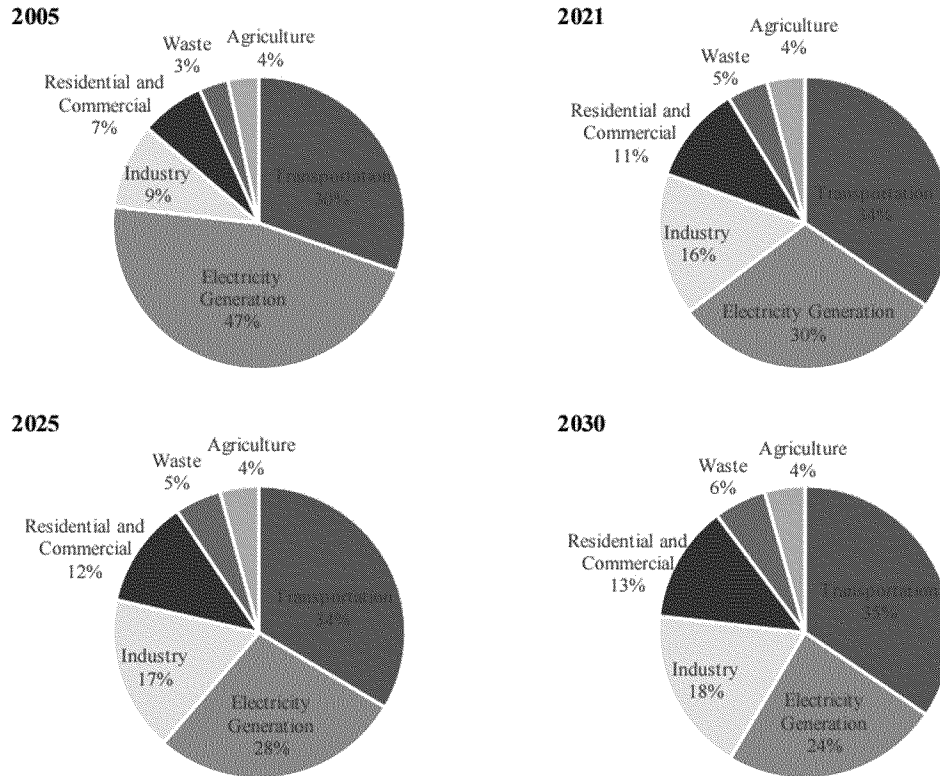 2005
Agriculture
4%
Waste
3%
Residential and
Commercial
7%
Industry
9%
Transportation
30%
Electricity
Generation
47%
2021
Agriculture
4%
Waste
5%
Residential and
Commercial
11%
Industry
16%
Transportation
34%
Electricity Generation
30%
2025
Agriculture
4%
Waste
5%
Residential and
Commercial
12%
Industry
17%
Transportation
34%
Electricity
Generation
28%
2030
Agriculture
4%
Waste
6%
Residential and
Commercial
13%
Industry
18%
Transportation
35%
Electricity
Generation
24%